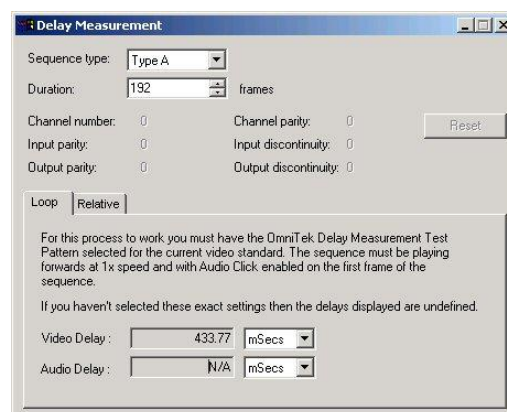 Delay Measurement
Sequence type: Type A
Duration: 192 frames
Channel number: 0 Channel parity: 0 Reset
Input parity: 0 Input discontinuity: 0
Output parity: 0 Output discontinuity: 0
Loop Relative
For this process to work you must have the OmniTek Delay Measurement Test
Pattern selected for the current video standard. The sequence must be playing
forwards at 1x speed and with Audio Click enabled on the first frame of the
sequence.
If you haven't selected these exact settings then the delays displayed are undefined.
Video Delay : 433.77 mSecs
Audio Delay : N/A mSecs